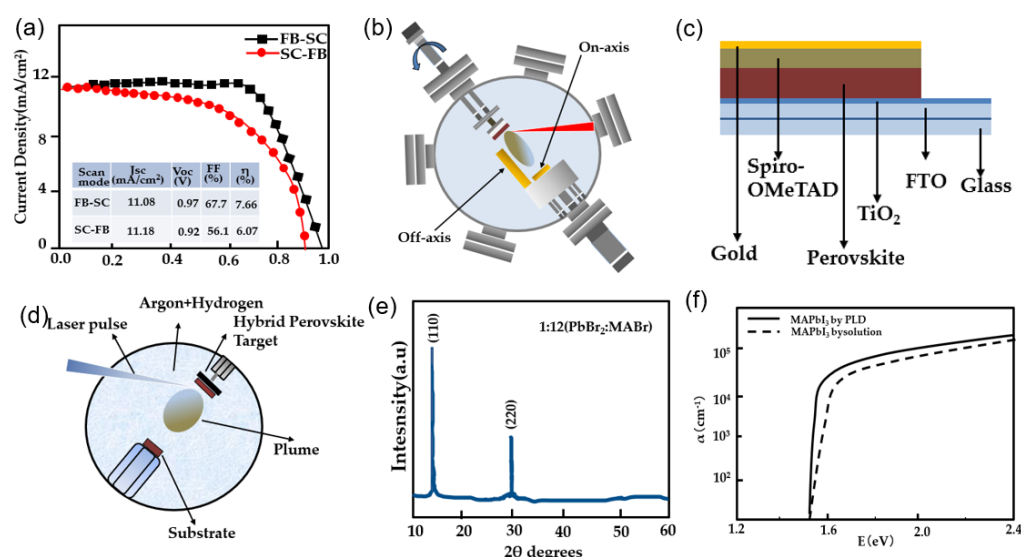 (a)
FB-SC
SC-FB
Current Density(mA/cm²)
12
8
4
0
0.0 0.2 0.4 0.6 0.8 1.0
Scan mode Jsc (mA/cm²) Voc (V) FF (%) η (%)
FB-SC 11.08 0.97 67.7 7.66
SC-FB 11.18 0.92 56.1 6.07
(b)
On-axis
Off-axis
(c)
Spiro-
OMeTAD
FTO
Glass
TiO₂
Gold
Perovskite
(d)
Argon+Hydrogen
Laser pulse
Hybrid Perovskite
Target
Plume
Substrate
(e)
1:12(PbBr₂:MABr)
(110)
(220)
Intesnsity(a.u)
10 20 30 40 50 60
2θ degrees
(f)
MAPbI₃ by PLD
MAPbI₃ bysolution
α (cm⁻¹)
10⁵
10⁴
10³
10²
1.2 1.6 2.0 2.4
E(eV)